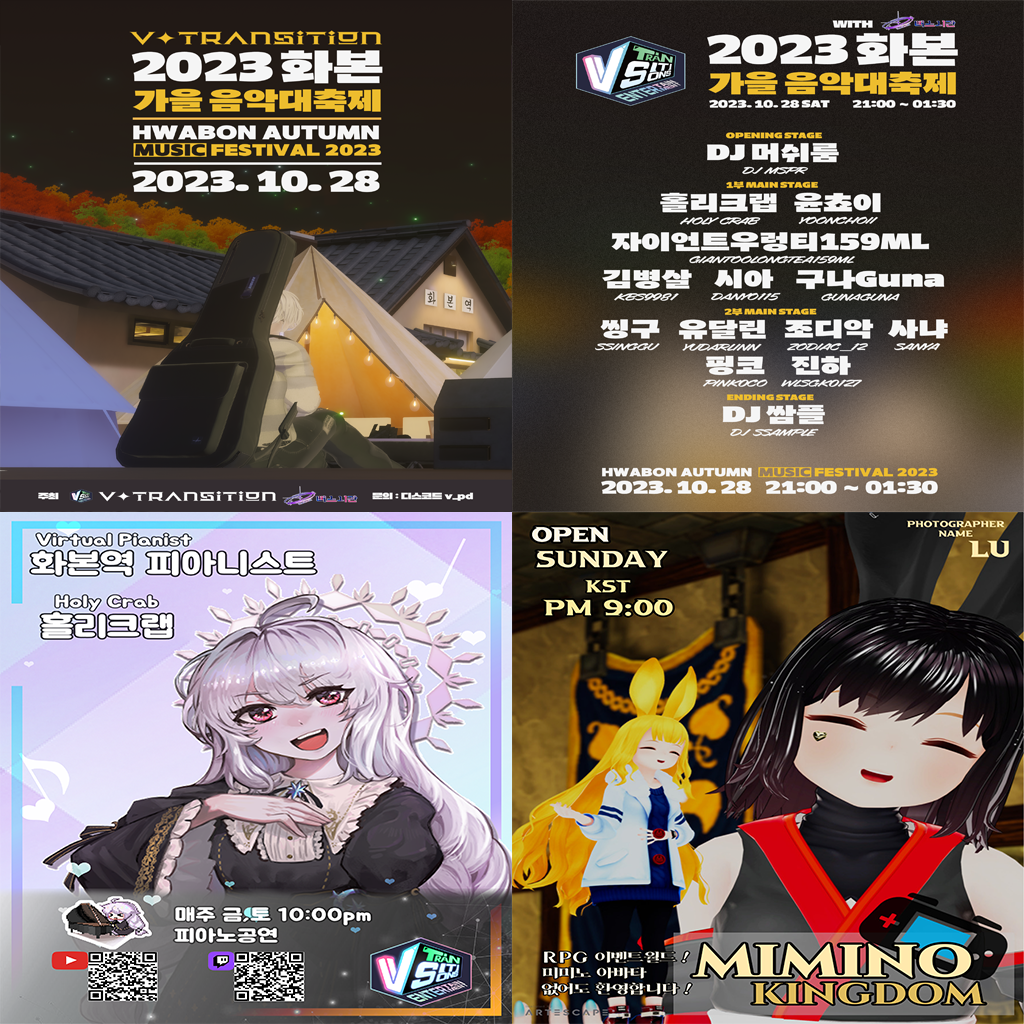 V✦TRANSITION
2023 화본
가을 음악대축제
HWABON AUTUMN
MUSIC FESTIVAL 2023
2023. 10. 28
화본역
주최
VS
V✦TRANSITION
문의 : 디스코드 v_pd
WITH
VS TRANSITIONS
ENTERTAIN
2023 화본
가을 음악대축제
2023. 10. 28 SAT 21:00 ~ 01:30
OPENING STAGE
DJ 머쉬룸
DJ MSPR
1부 MAIN STAGE
홀리크랩 윤쵸이
HOLY CRAB YOONCHOII
자이언트우렁티159ML
GIANTOOLONGTEA159ML
김병살 시아 구나Guna
KBS9981 DANYO115 GUNAGUNA
2부 MAIN STAGE
씽구 유달린 조디악 사냐
SSINGGU YUDARLINN ZODIAC_12 SANYA
핑코 진하
PINKOCO WLSGK0127
ENDING STAGE
DJ 쌈플
DJ SSAMPLE
HWABON AUTUMN MUSIC FESTIVAL 2023
2023. 10. 28 21:00 ~ 01:30
Virtual Pianist
화본역 피아니스트
Holy Crab
홀리크랩
매주 금,토 10:00pm
피아노공연
VS TRANSITIONS
ENTERTAIN
OPEN
SUNDAY
KST
PM 9:00
PHOTOGRAPHER
NAME
LU
RPG 이벤트월드!
미미노 아바타
없어도 환영합니다!
MIMINO
KINGDOM
ARTESCAPE